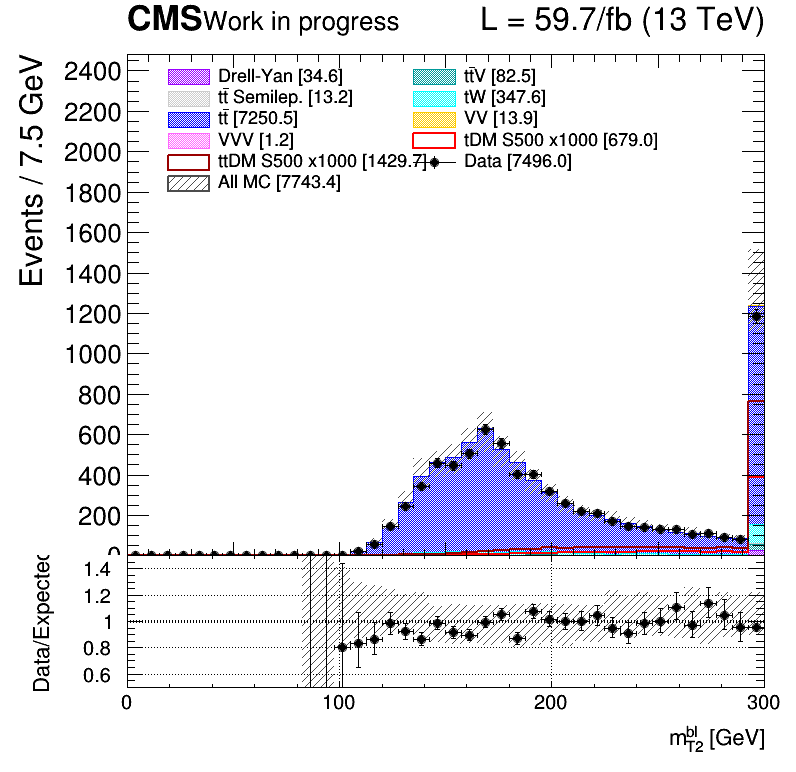 CMS Work in progress L = 59.7/fb (13 TeV)
Events / 7.5 GeV
2400
2200
2000
1800
1600
1400
1200
1000
800
600
400
200
0
Drell-Yan [34.6]
tt̄V [82.5]
tt̄ Semilep. [13.2]
tW [347.6]
tt̄ [7250.5]
VV [13.9]
VVV [1.2]
tDM S500 x1000 [679.0]
ttDM S500 x1000 [1429.7]
Data [7496.0]
All MC [7743.4]
Data/Expected
1.4
1.2
1
0.8
0.6
0 100 200 300
m_{T2}^{bl} [GeV]